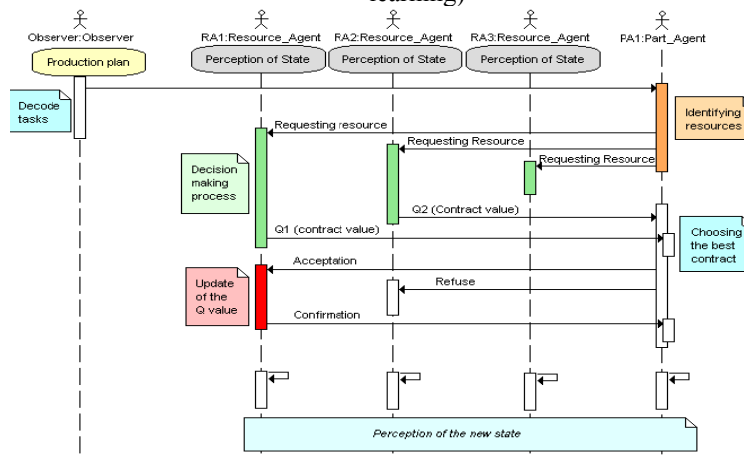 learning)
Observer:Observer
RA1:Resource_Agent
RA2:Resource_Agent
RA3:Resource_Agent
PA1:Part_Agent
Production plan
Perception of State
Perception of State
Perception of State
Decode
tasks
Identifying
resources
Requesting resource
Requesting Resource
Requesting Resource
Decision
making
process
Q2 (Contract value)
Q1 (contract value)
Choosing
the best
contract
Acceptation
Update
of the
Q value
Refuse
Confirmation
Perception of the new state